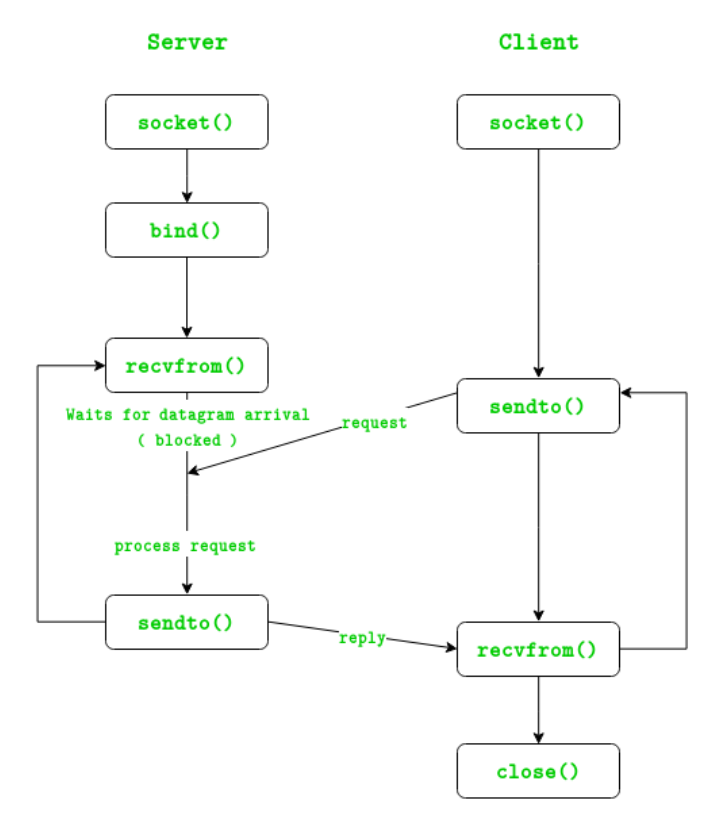 Server
Client
socket()
socket()
bind()
recvfrom()
Waits for datagram arrival
( blocked )
request
sendto()
process request
sendto()
reply
recvfrom()
close()